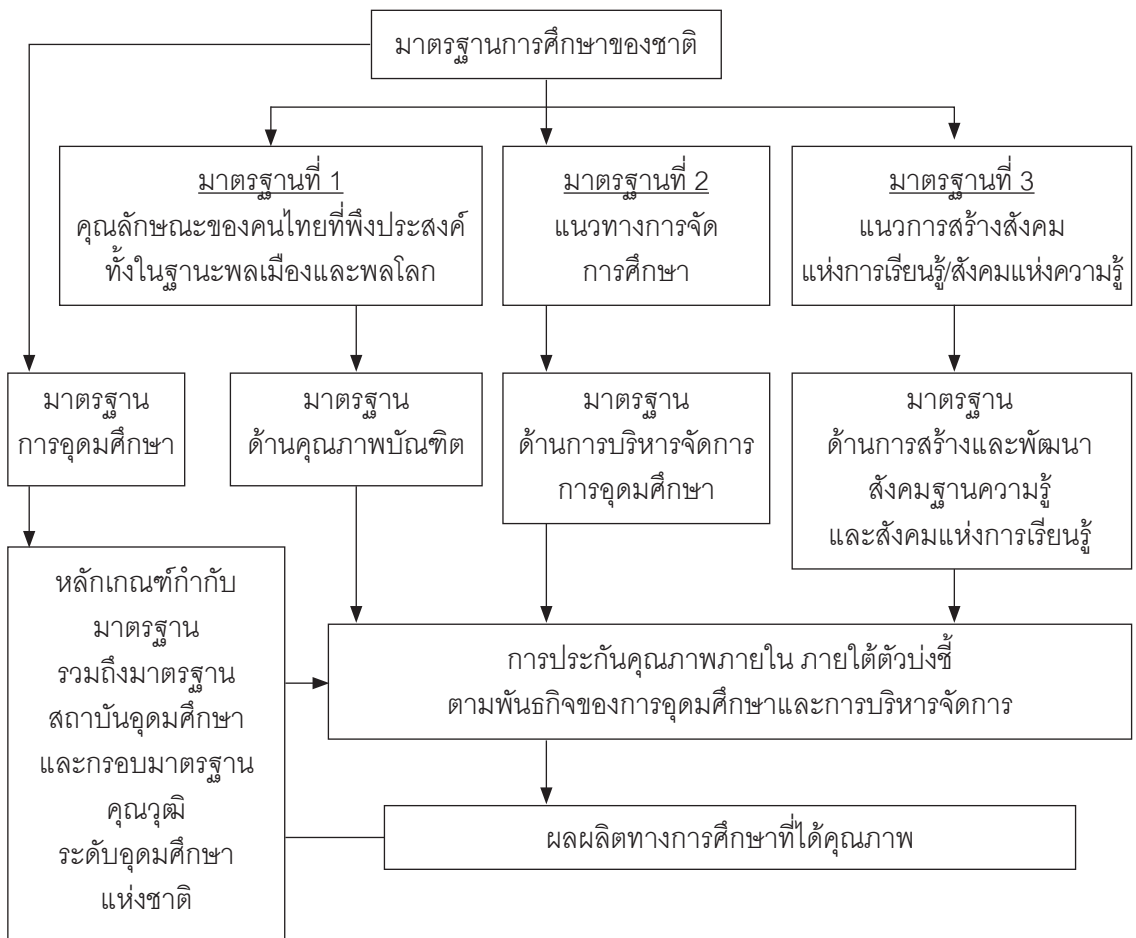 มาตรฐานการศึกษาของชาติ
มาตรฐานที่ 1
คุณลักษณะของคนไทยที่พึงประสงค์
ทั้งในฐานะพลเมืองและพลโลก
มาตรฐานที่ 2
แนวทางการจัด
การศึกษา
มาตรฐานที่ 3
แนวการสร้างสังคม
แห่งการเรียนรู้/สังคมแห่งความรู้
มาตรฐาน
การอุดมศึกษา
มาตรฐาน
ด้านคุณภาพบัณฑิต
มาตรฐาน
ด้านการบริหารจัดการ
การอุดมศึกษา
มาตรฐาน
ด้านการสร้างและพัฒนา
สังคมฐานความรู้
และสังคมแห่งการเรียนรู้
หลักเกณฑ์กำกับ
มาตรฐาน
รวมถึงมาตรฐาน
สถาบันอุดมศึกษา
และกรอบมาตรฐาน
คุณวุฒิ
ระดับอุดมศึกษา
แห่งชาติ
การประกันคุณภาพภายใน ภายใต้ตัวบ่งชี้
ตามพันธกิจของการอุดมศึกษาและการบริหารจัดการ
ผลผลิตทางการศึกษาที่ได้คุณภาพ